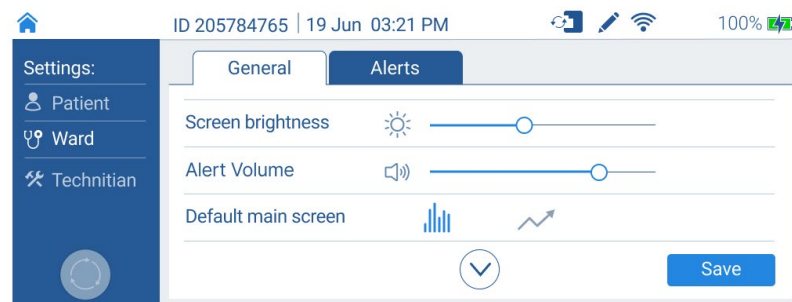 ID 205784765 | 19 Jun 03:21 PM 100%
Settings:
Patient
Ward
Technitian
General Alerts
Screen brightness
Alert Volume
Default main screen
Save